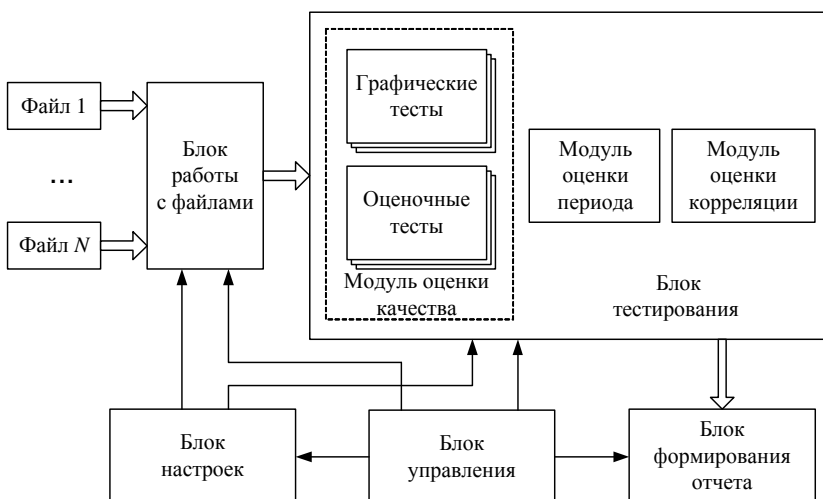 Файл 1
...
Файл N
Блок
работы
с файлами
Графические
тесты
Оценочные
тесты
Модуль оценки
качества
Модуль
оценки
периода
Модуль
оценки
корреляции
Блок
тестирования
Блок
настроек
Блок
управления
Блок
формирования
отчета